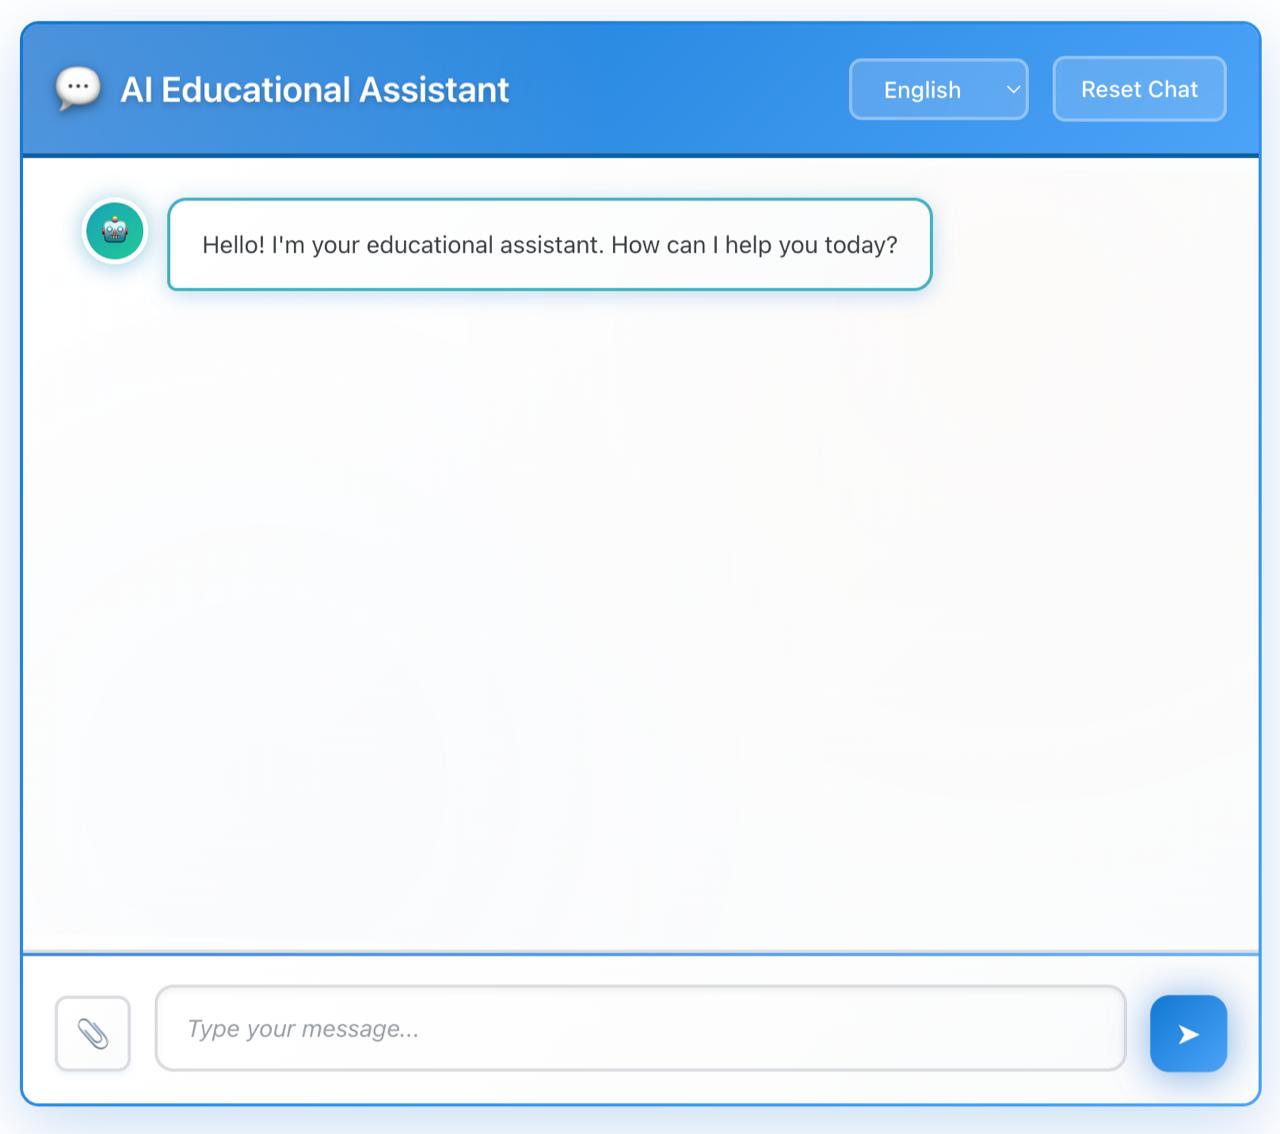 AI Educational Assistant
English
Reset Chat
Hello! I'm your educational assistant. How can I help you today?
Type your message...